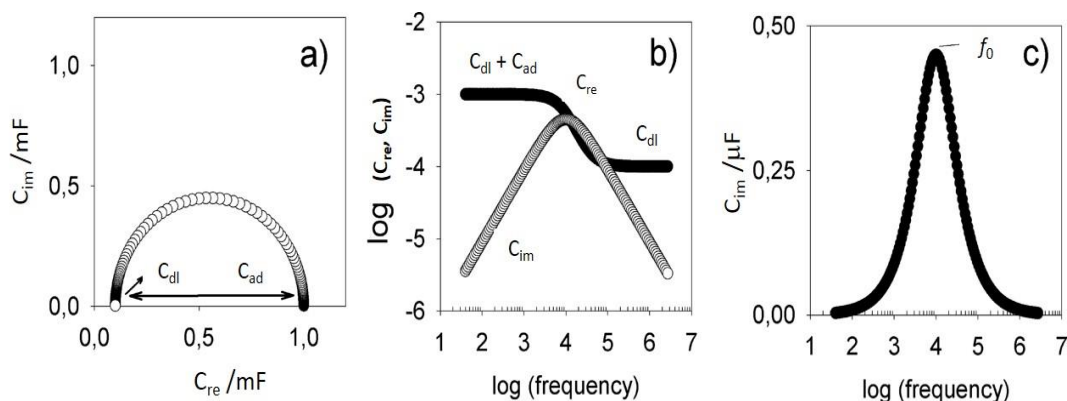 a)
C_im /mF
1,0
0,5
0,0
C_dl
C_ad
0,0
0,5
1,0
C_re /mF
b)
log (C_re, C_im)
-2
-3
-4
-5
-6
C_dl + C_ad
C_re
C_dl
C_im
1 2 3 4 5 6 7
log (frequency)
c)
C_im /µF
0,50
0,25
0,00
f_0
1 2 3 4 5 6 7
log (frequency)